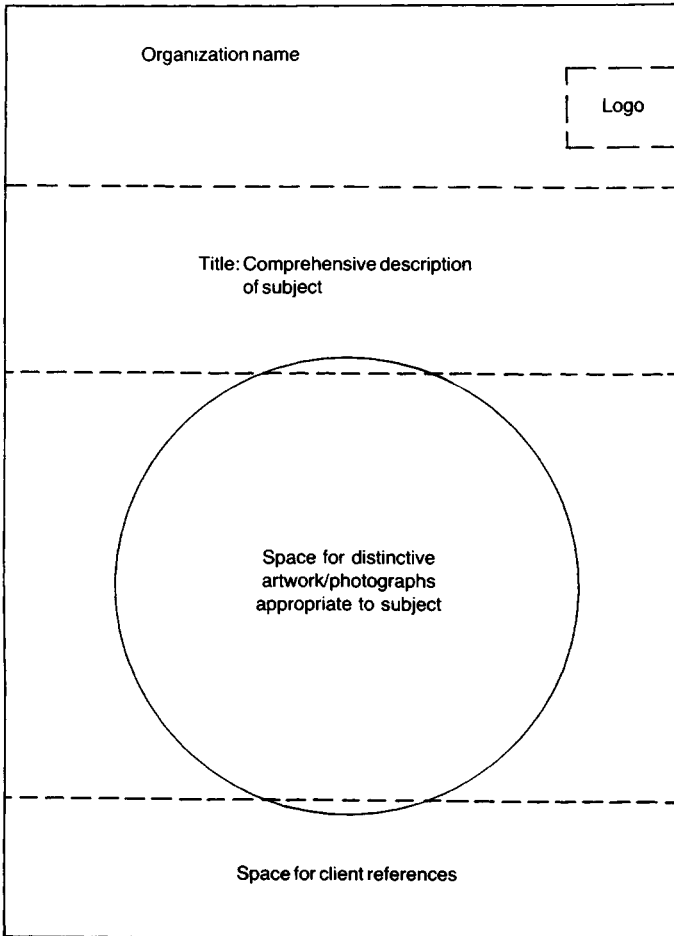 Organization name
Logo
Title: Comprehensive description
of subject
Space for distinctive
artwork/photographs
appropriate to subject
Space for client references